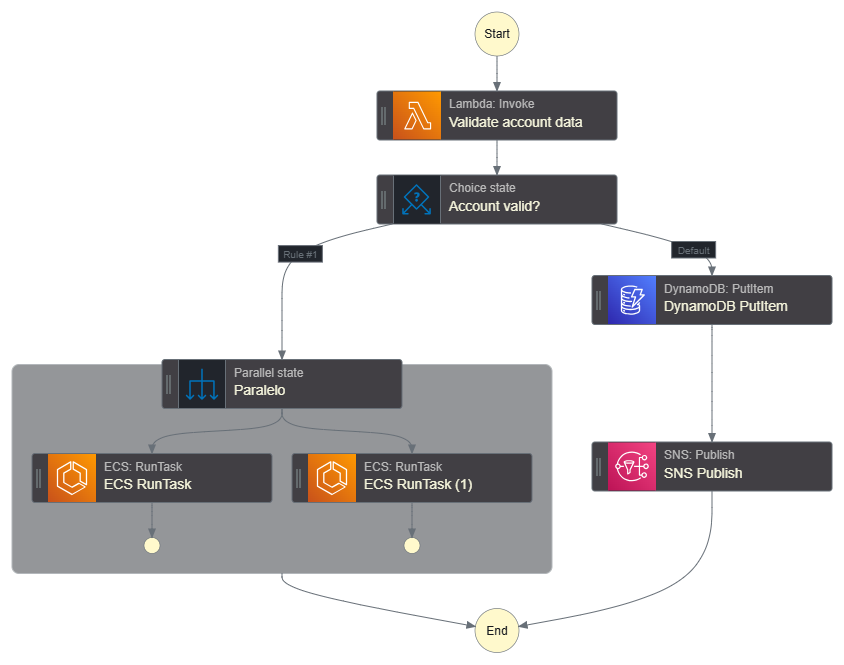 Start
Lambda: Invoke
Validate account data
Choice state
Account valid?
Rule #1
Default
DynamoDB: PutItem
DynamoDB PutItem
Parallel state
Paralelo
ECS: RunTask
ECS RunTask
ECS: RunTask
ECS RunTask (1)
SNS: Publish
SNS Publish
End